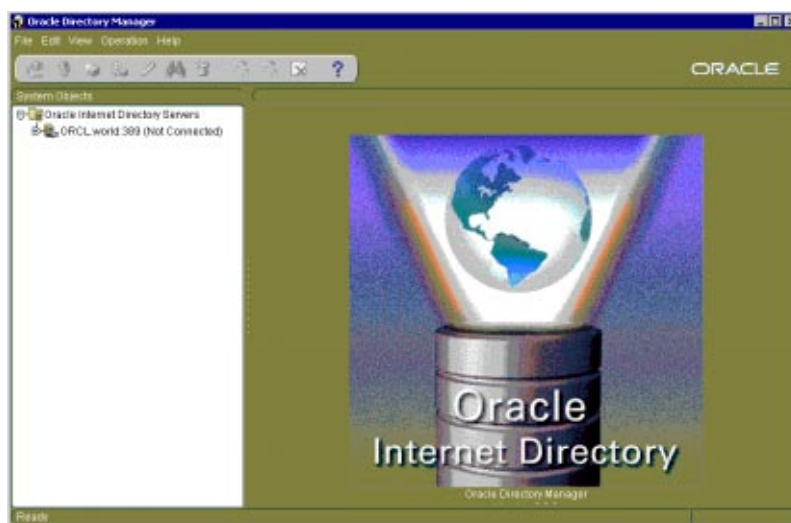 Oracle Directory Manager
File Edit View Operation Help
?
ORACLE
System Objects
Oracle Internet Directory Servers
ORCL.world:389 (Not Connected)
Oracle
Internet Directory
Oracle Directory Manager
Ready